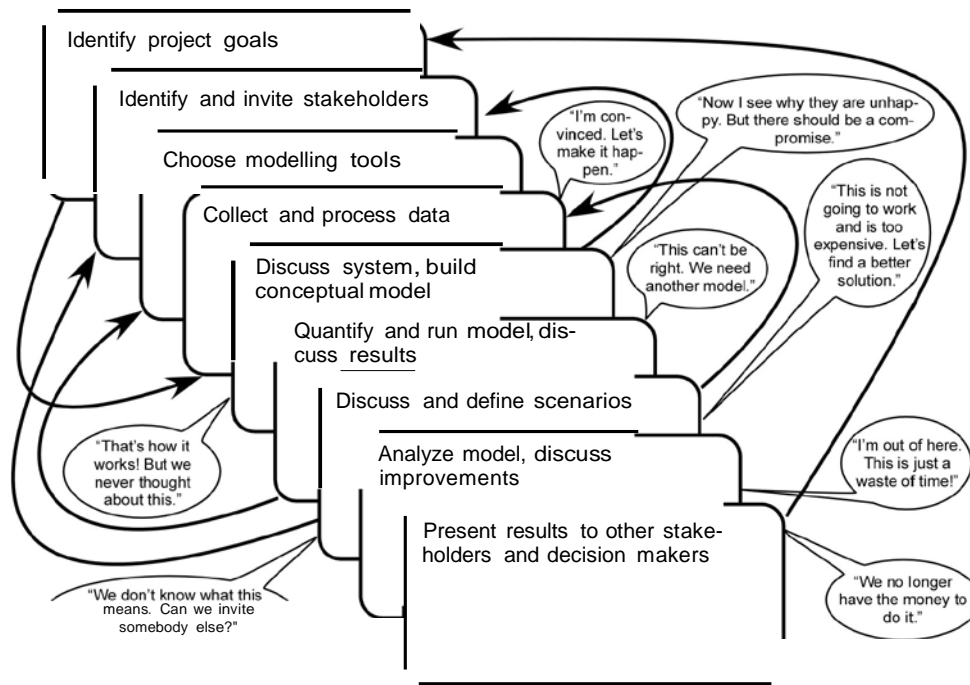 Identify project goals
Identify and invite stakeholders
Choose modelling tools
Collect and process data
Discuss system, build
conceptual model
Quantify and run model, dis-
cuss results
Discuss and define scenarios
Analyze model, discuss
improvements
Present results to other stake-
holders and decision makers
“I’m con-
vinced. Let’s
make it hap-
pen.”
“Now I see why they are unhap-
py. But there should be a com-
promise.”
“This is not
going to work
and is too
expensive. Let’s
find a better
solution.”
“This can’t be
right. We need
another model.”
“That’s how it
works! But we
never thought
about this.”
“I’m out of here.
This is just a
waste of time!”
“We don’t know what this
means. Can we invite
somebody else?"
“We no longer
have the money to
do it.”